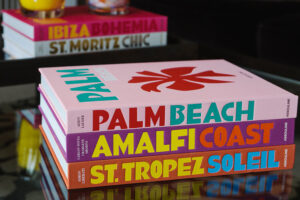 IBIZA BOHEMIA
ST. MORITZ CHIC
PALM
PALM BEACH
AMALFI COAST
ST. TROPEZ SOLEIL